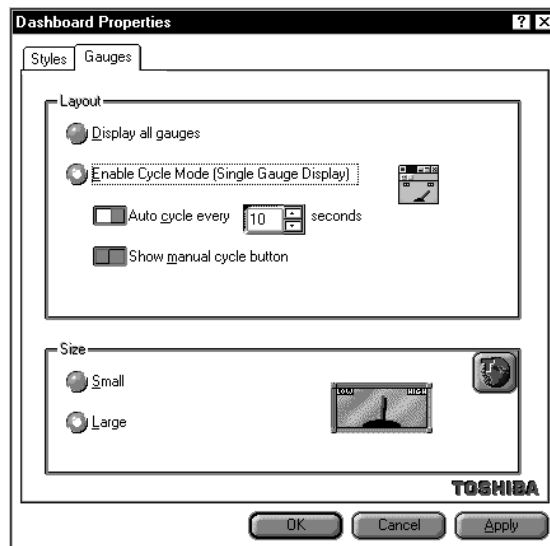 Dashboard Properties
Styles
Gauges
Layout
Display all gauges
Enable Cycle Mode (Single Gauge Display)
Auto cycle every 10 seconds
Show manual cycle button
Size
Small
LOW HIGH
Large
TOSHIBA
OK Cancel Apply